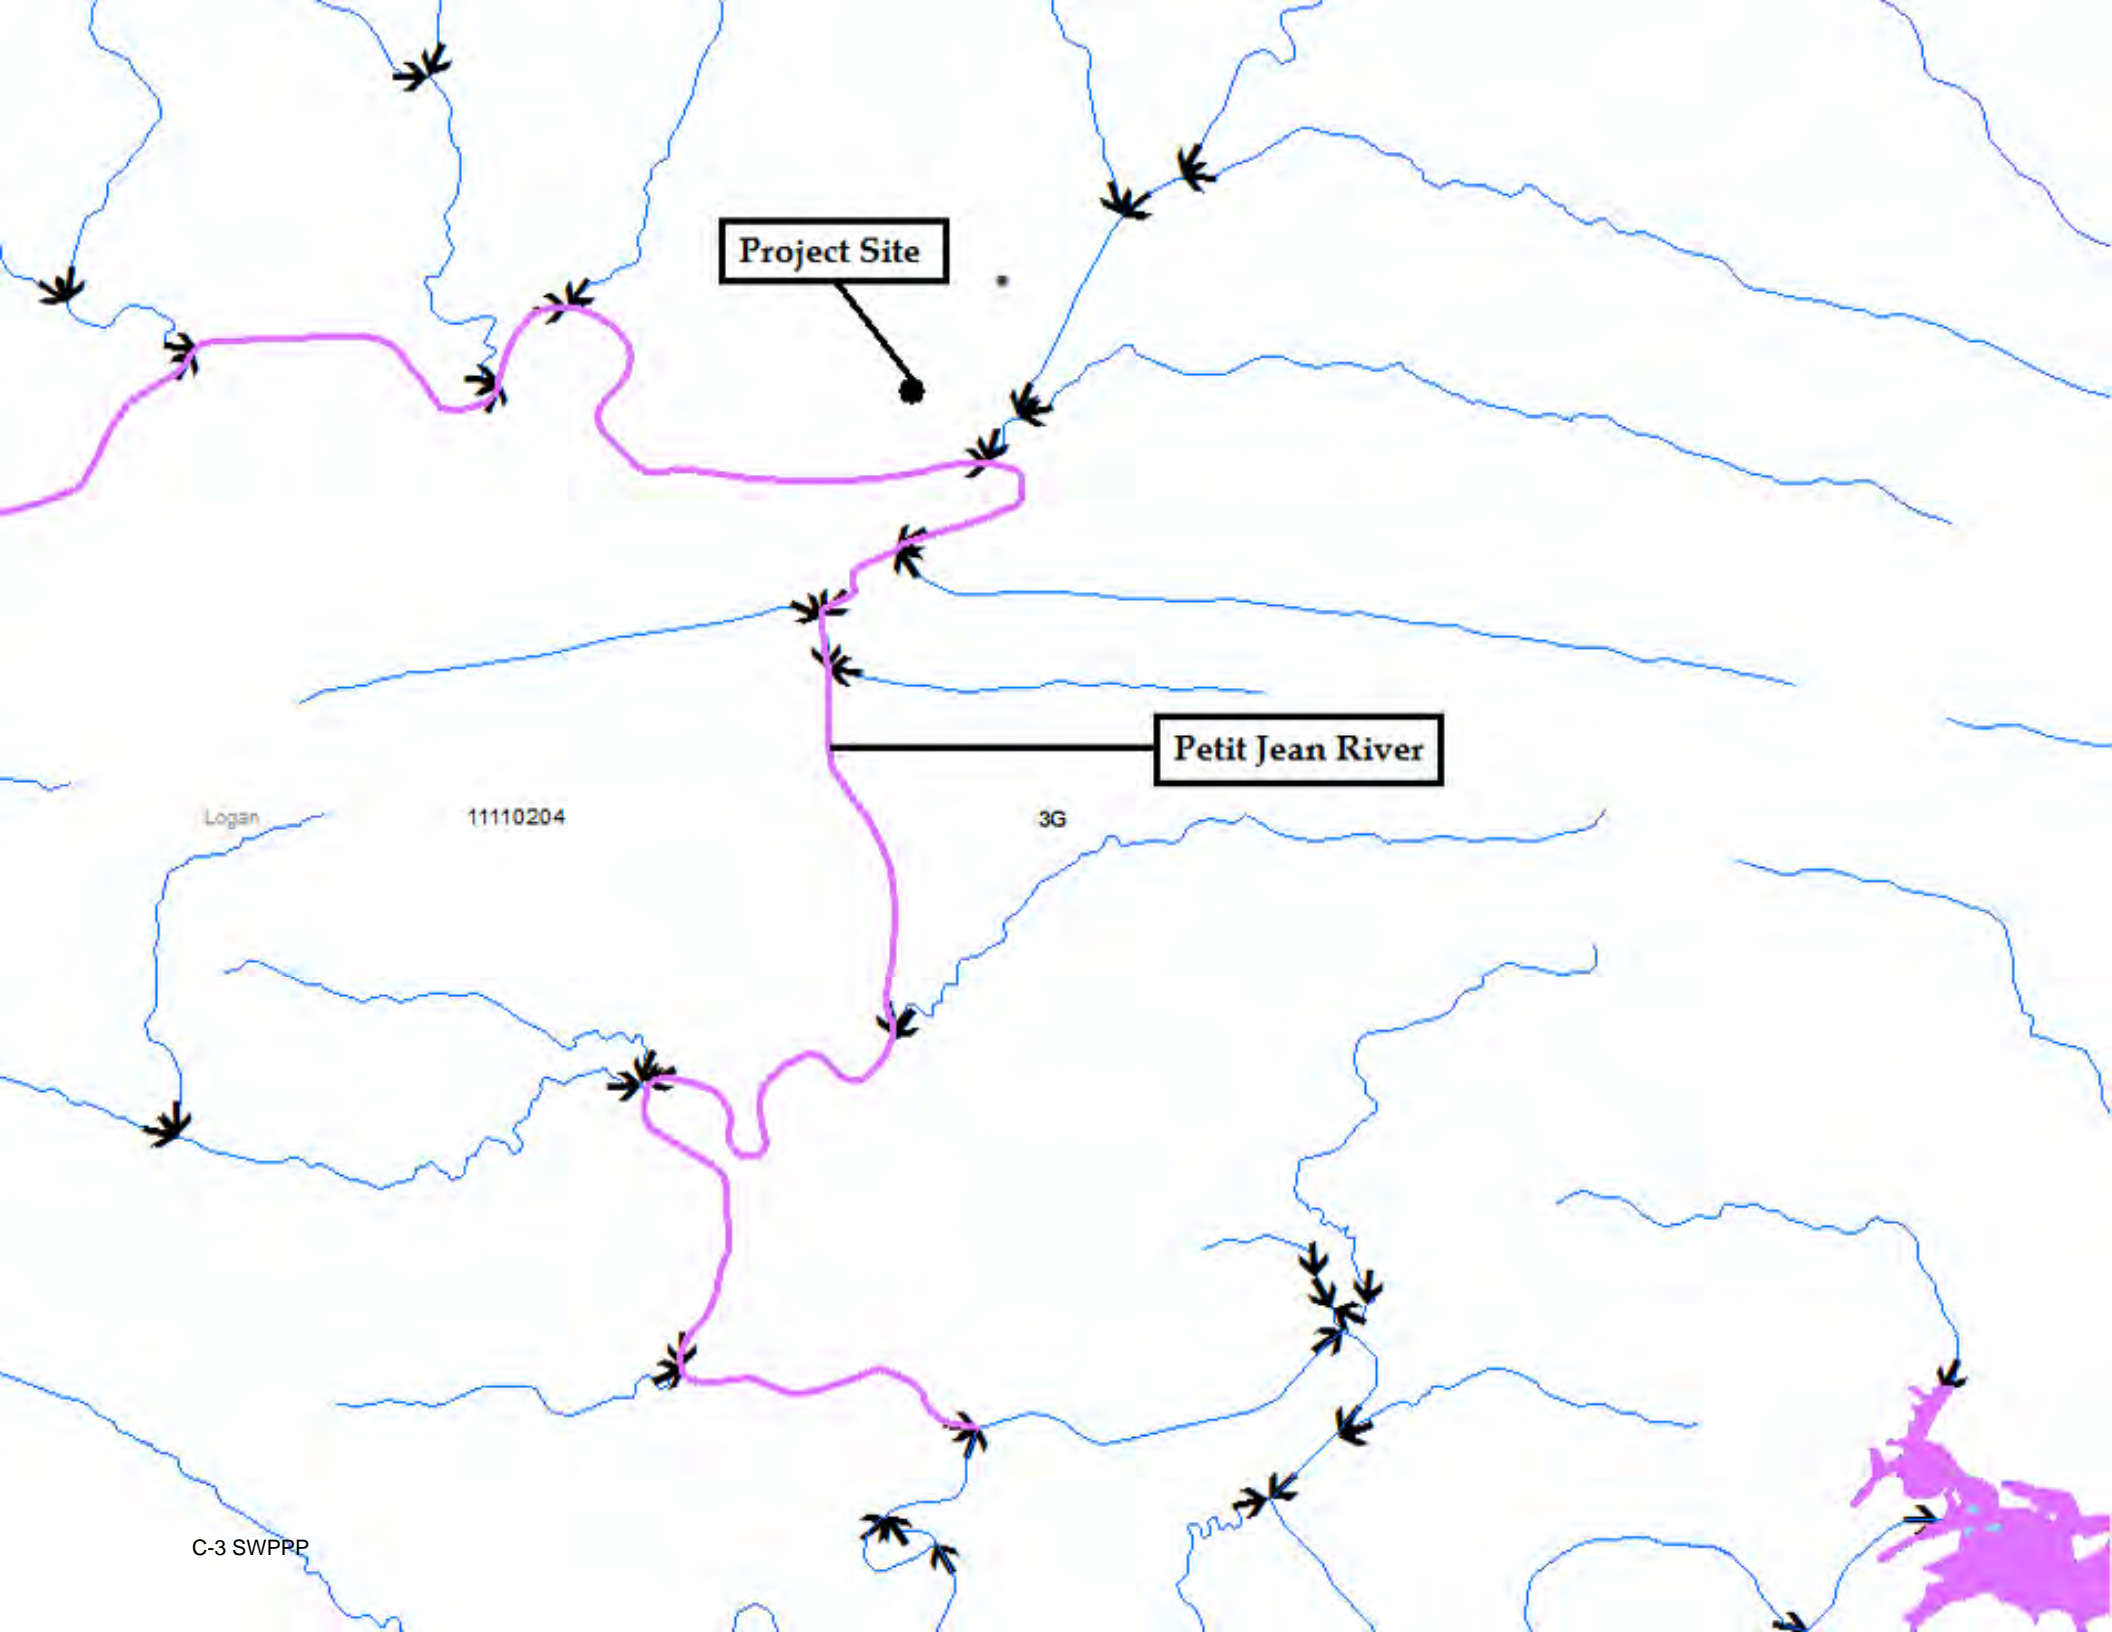 Project Site
Petit Jean River
Logan
11110204
3G
C-3 SWPPP